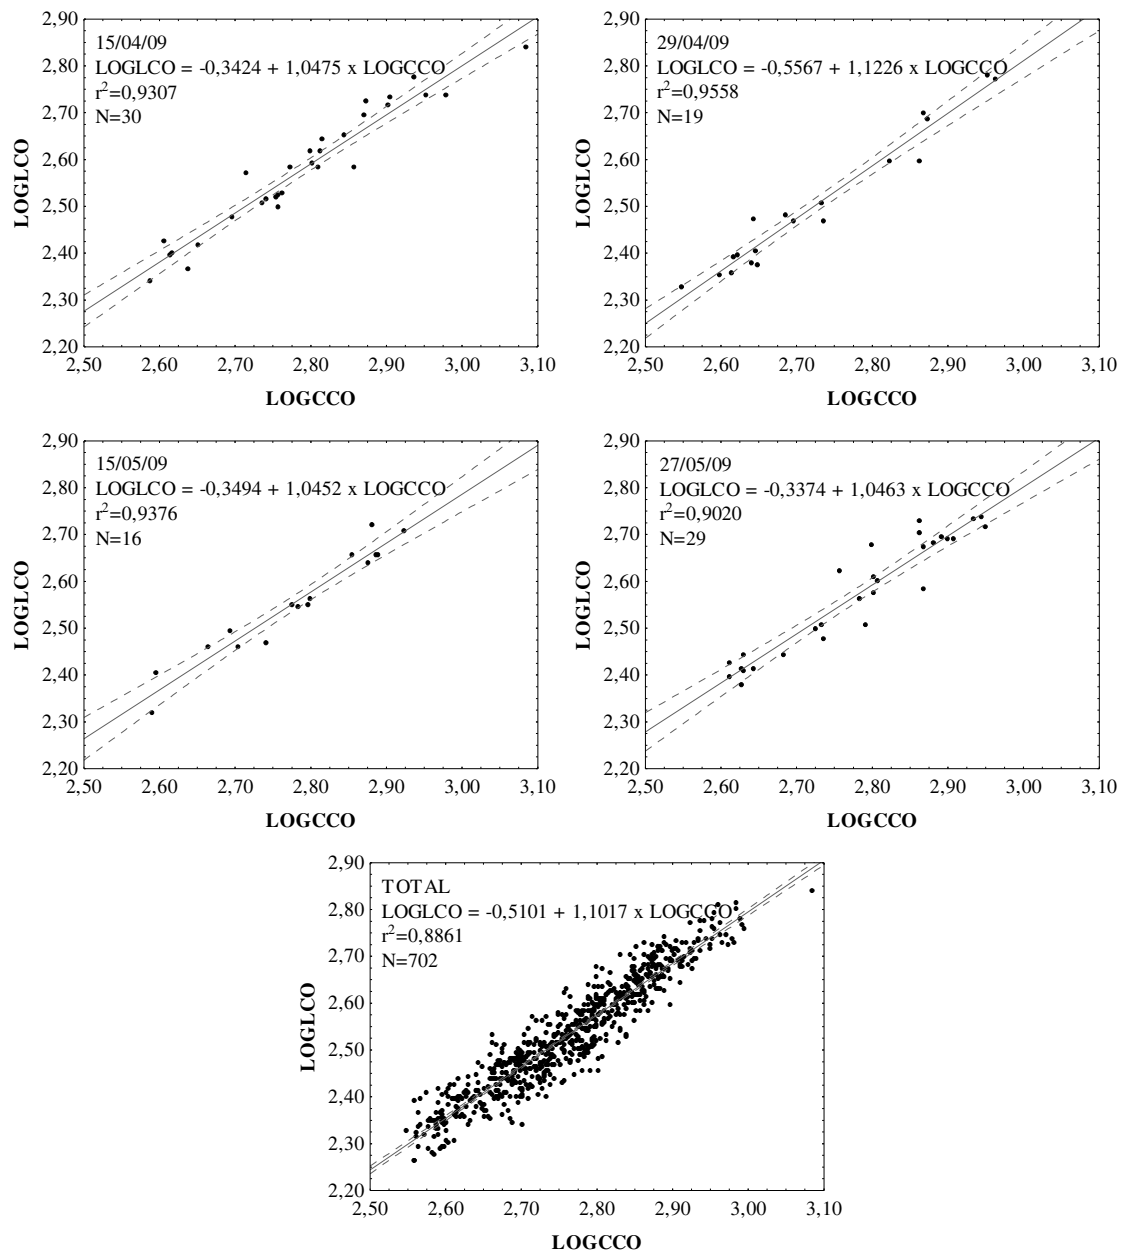 2,90
15/04/09
LOGLCO = -0,3424 + 1,0475 x LOGCCO
r²=0,9307
N=30
2,80
2,70
2,60
2,50
2,40
2,30
2,20
LOGLCO
2,50 2,60 2,70 2,80 2,90 3,00 3,10
LOGCCO
2,90
29/04/09
LOGLCO = -0,5567 + 1,1226 x LOGCCO
r²=0,9558
N=19
2,80
2,70
2,60
2,50
2,40
2,30
2,20
LOGLCO
2,50 2,60 2,70 2,80 2,90 3,00 3,10
LOGCCO
2,90
15/05/09
LOGLCO = -0,3494 + 1,0452 x LOGCCO
r²=0,9376
N=16
2,80
2,70
2,60
2,50
2,40
2,30
2,20
LOGLCO
2,50 2,60 2,70 2,80 2,90 3,00 3,10
LOGCCO
2,90
27/05/09
LOGLCO = -0,3374 + 1,0463 x LOGCCO
r²=0,9020
N=29
2,80
2,70
2,60
2,50
2,40
2,30
2,20
LOGLCO
2,50 2,60 2,70 2,80 2,90 3,00 3,10
LOGCCO
2,90
TOTAL
LOGLCO = -0,5101 + 1,1017 x LOGCCO
r²=0,8861
N=702
2,80
2,70
2,60
2,50
2,40
2,30
2,20
LOGLCO
2,50 2,60 2,70 2,80 2,90 3,00 3,10
LOGCCO